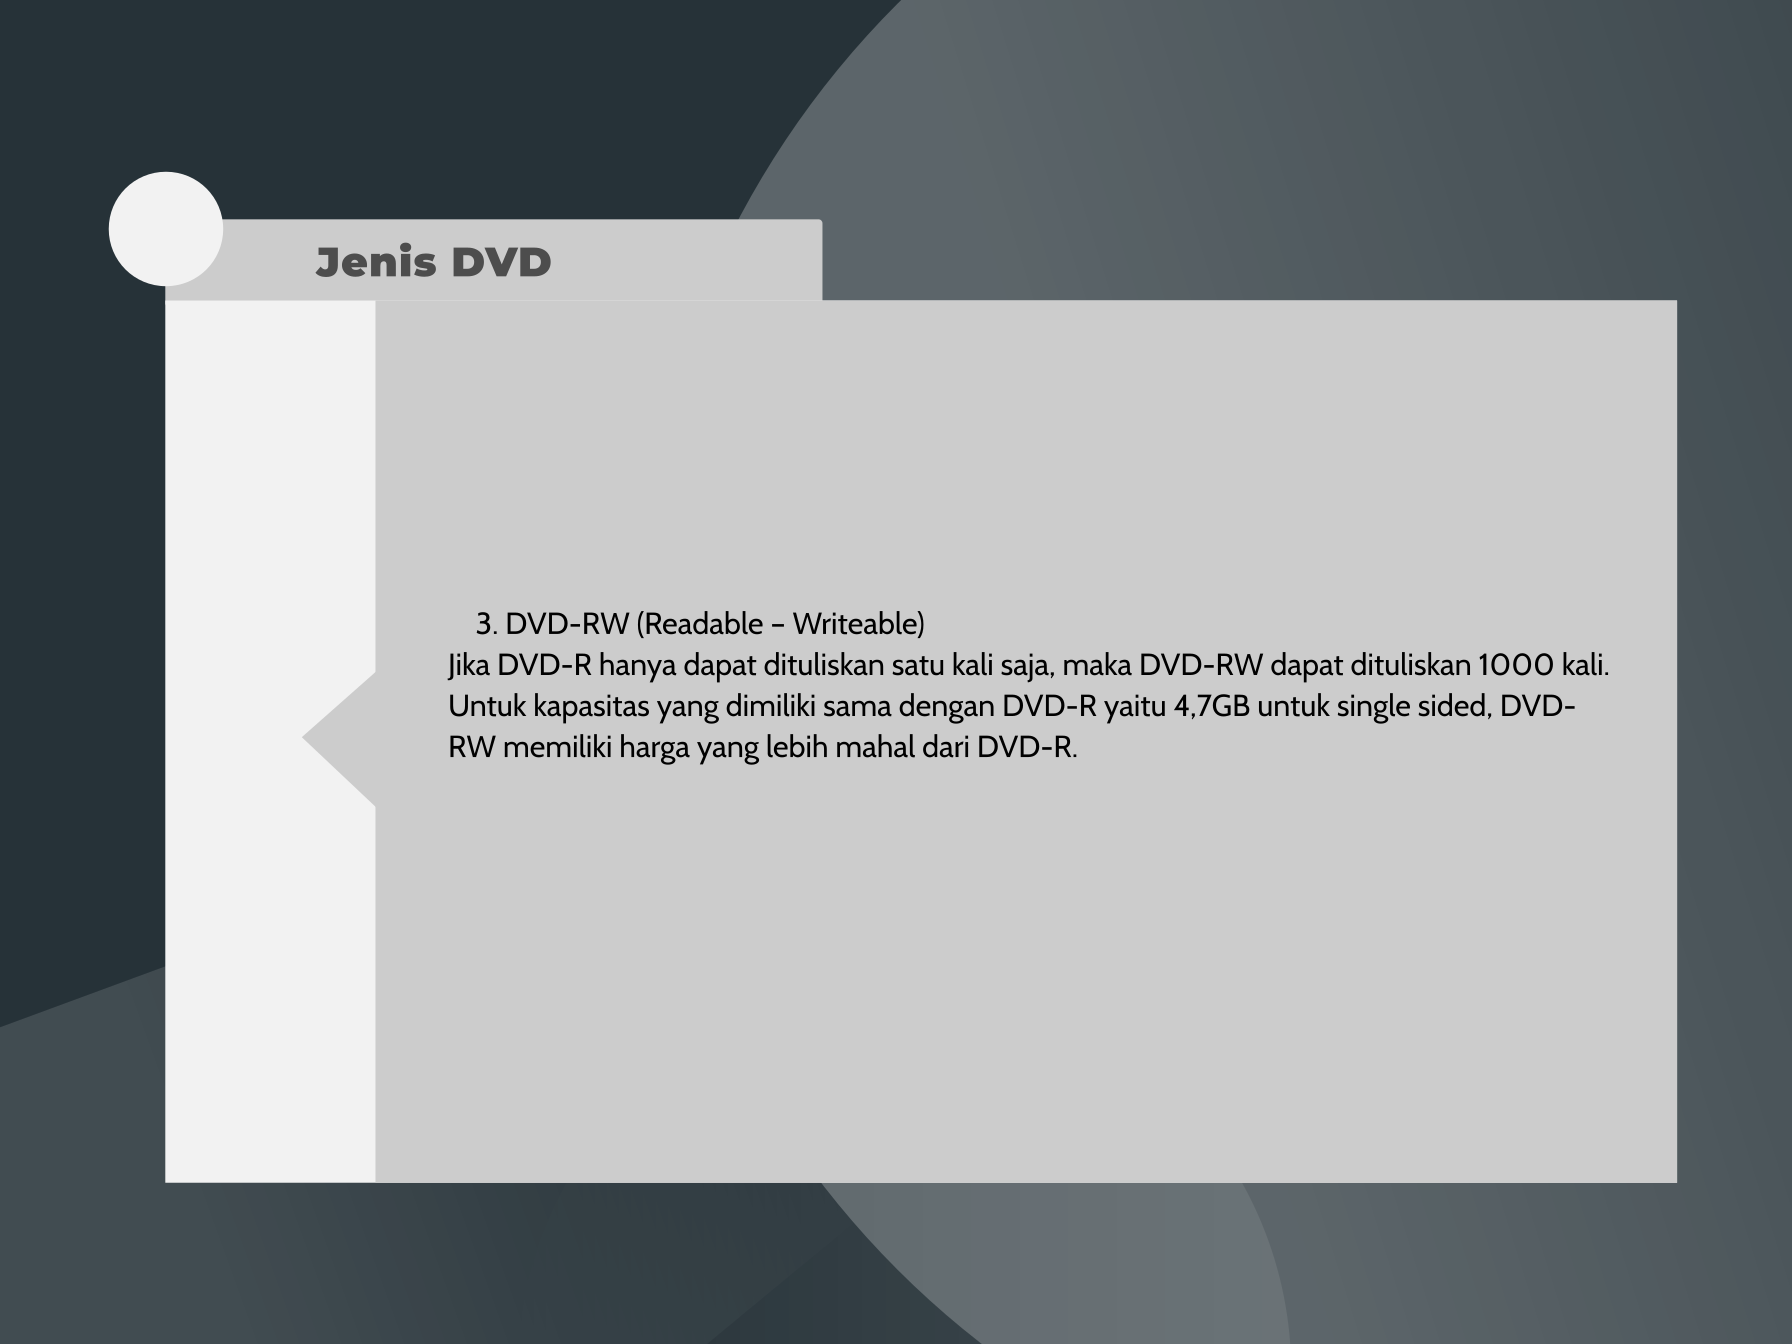 Jenis DVD
3. DVD-RW (Readable – Writeable)
Jika DVD-R hanya dapat dituliskan satu kali saja, maka DVD-RW dapat dituliskan 1000 kali.
Untuk kapasitas yang dimiliki sama dengan DVD-R yaitu 4,7GB untuk single sided, DVD-
RW memiliki harga yang lebih mahal dari DVD-R.